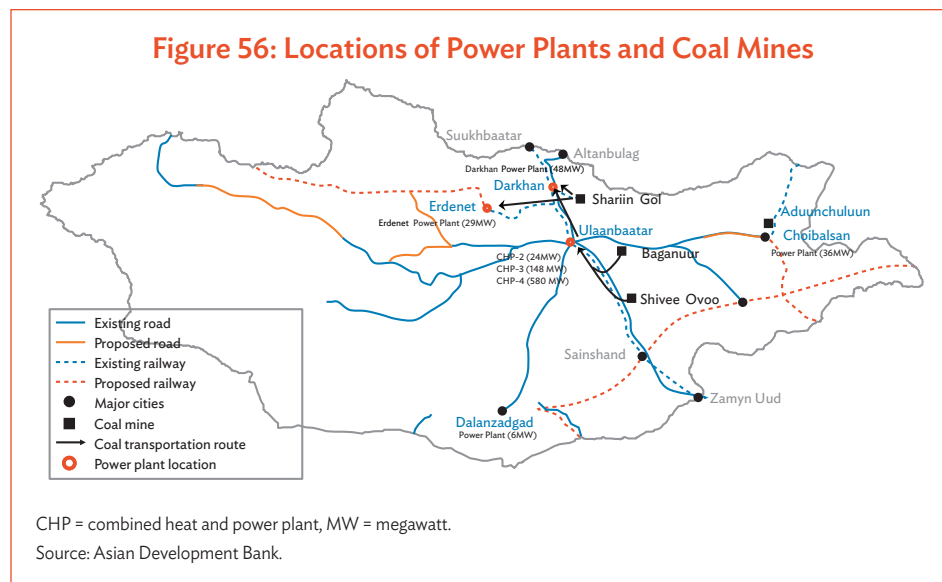 Figure 56: Locations of Power Plants and Coal Mines
Suukhbaatar
Altanbulag
Darkhan Power Plant (48MW)
Darkhan
Shariin Gol
Erdenet
Erdenet Power Plant (29MW)
Aduunchuluun
Choibalsan
Power Plant (36MW)
Ulaanbaatar
CHP-2 (24MW)
CHP-3 (148 MW)
CHP-4 (580 MW)
Baganuur
Shivee Ovoo
Sainshand
Zamyn Uud
Dalanzadgad
Power Plant (6MW)
Existing road
Proposed road
Existing railway
Proposed railway
Major cities
Coal mine
Coal transportation route
Power plant location
CHP = combined heat and power plant, MW = megawatt.
Source: Asian Development Bank.